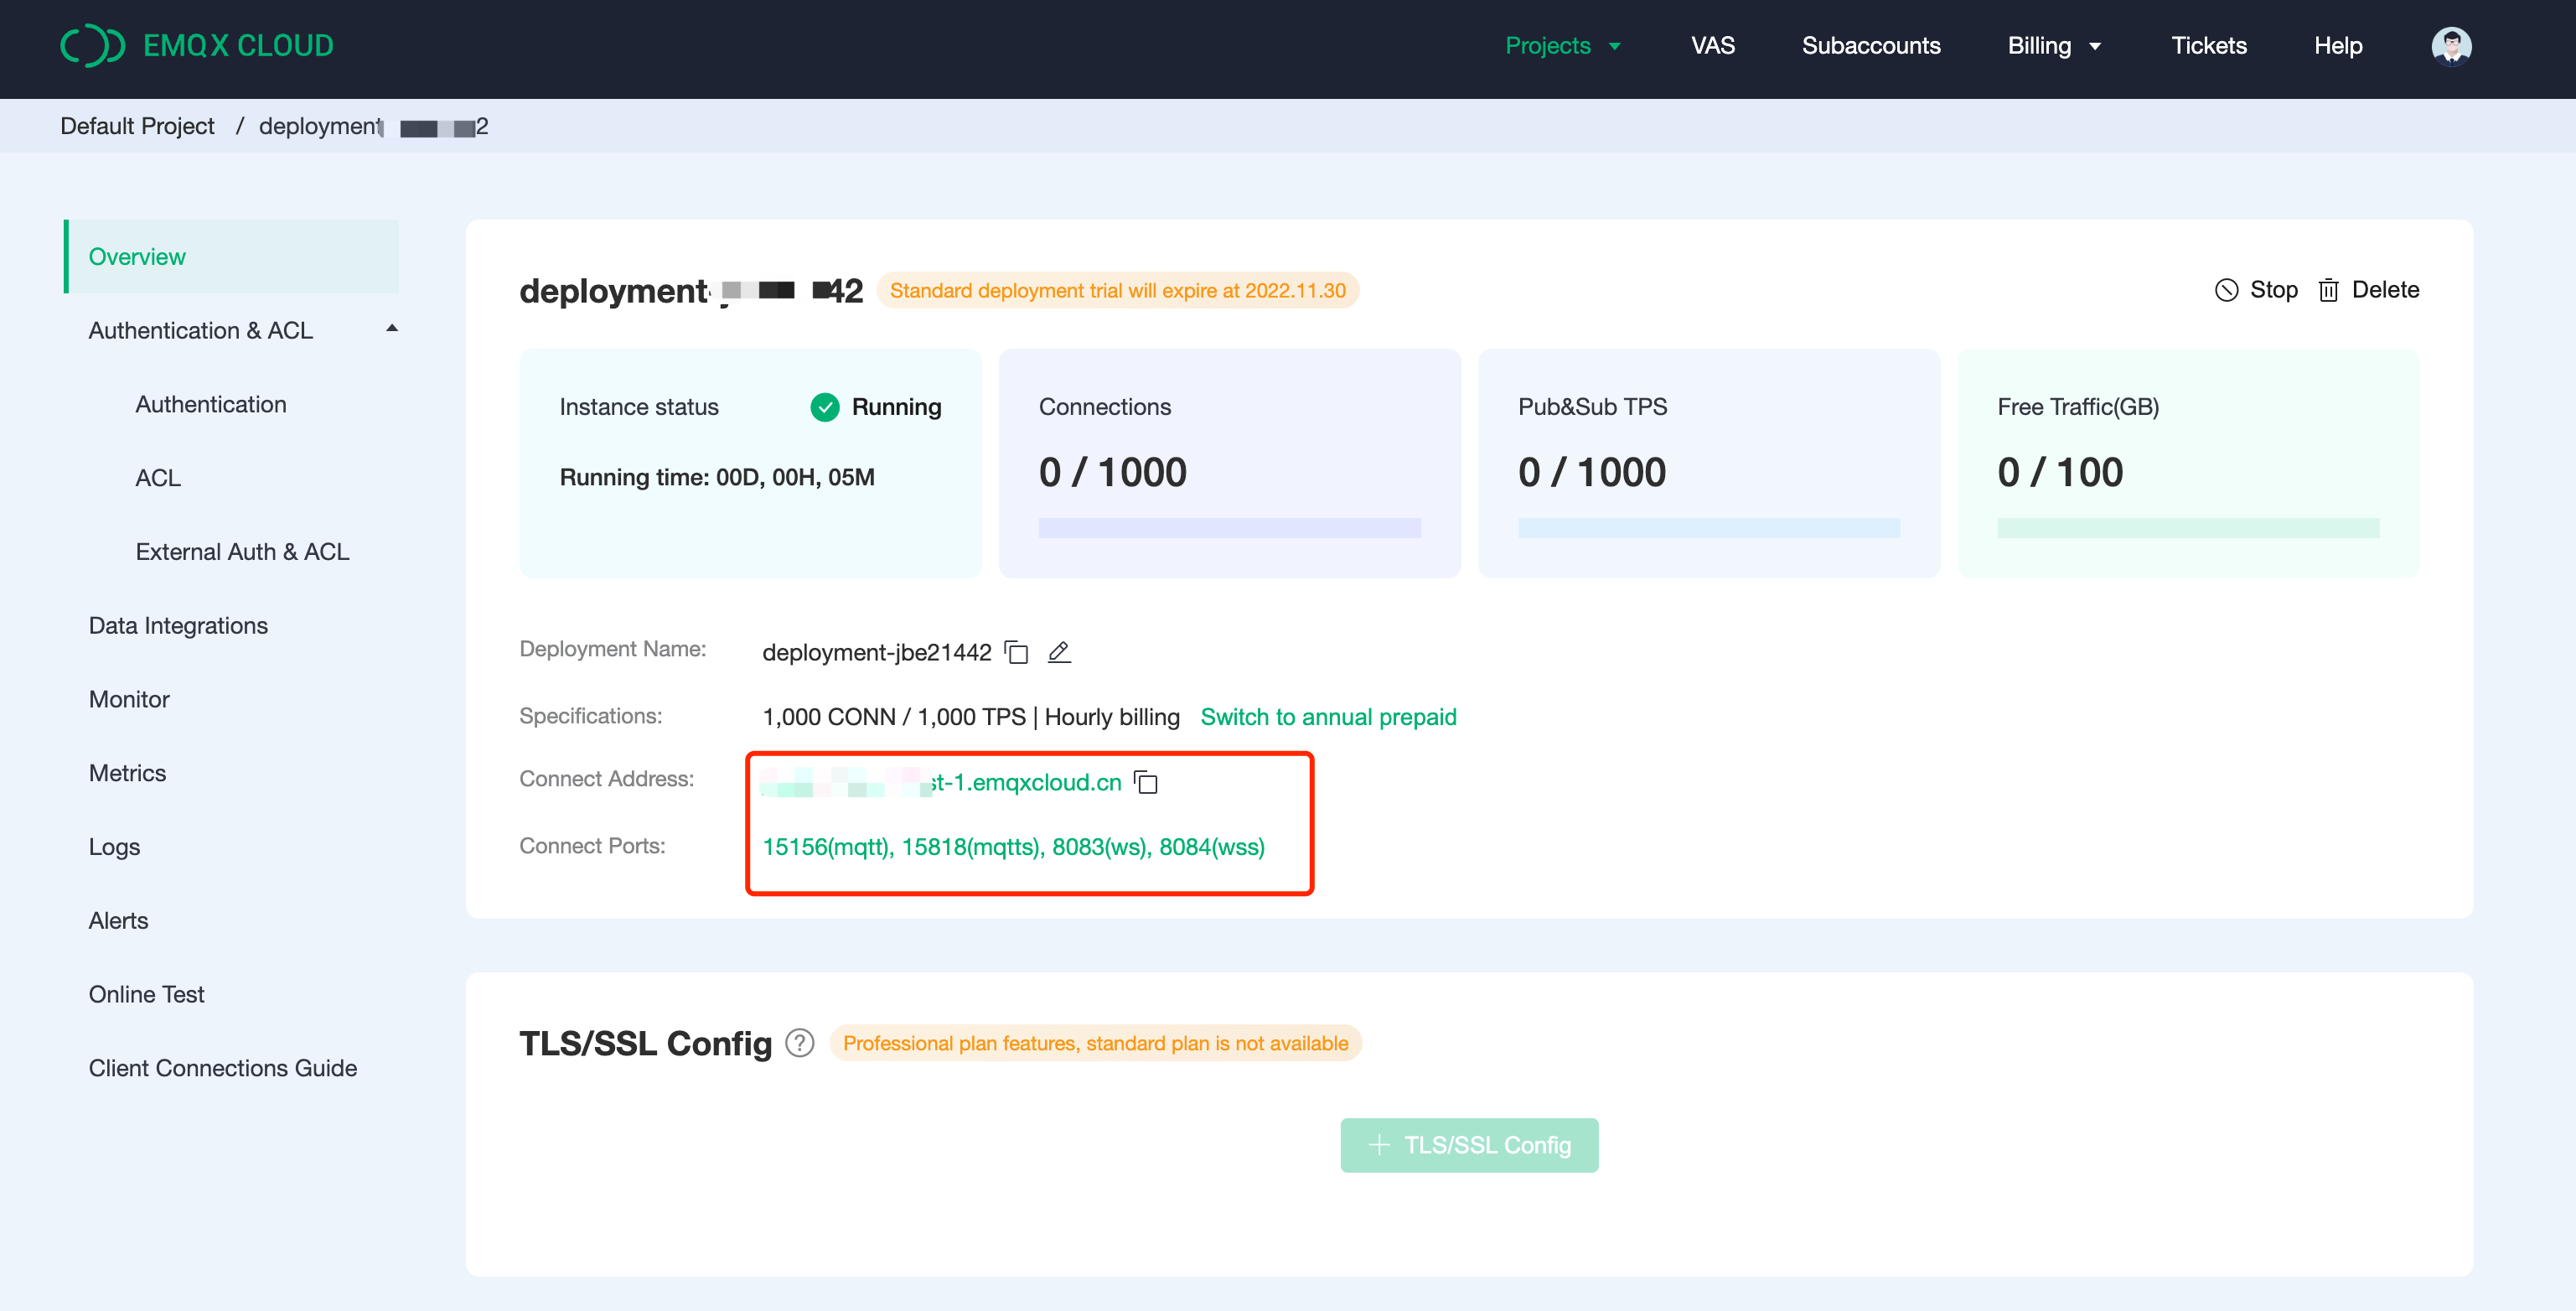 EMQX CLOUD
Projects VAS Subaccounts Billing Tickets Help
Default Project / deployment 2
Overview
Authentication & ACL
Authentication
ACL
External Auth & ACL
Data Integrations
Monitor
Metrics
Logs
Alerts
Online Test
Client Connections Guide
deployment 42 Standard deployment trial will expire at 2022.11.30
Stop Delete
Instance status Running
Running time: 00D, 00H, 05M
Connections
0 / 1000
Pub&Sub TPS
0 / 1000
Free Traffic(GB)
0 / 100
Deployment Name: deployment-jbe21442
Specifications: 1,000 CONN / 1,000 TPS | Hourly billing Switch to annual prepaid
Connect Address: st-1.emqxcloud.cn
Connect Ports: 15156(mqtt), 15818(mqtts), 8083(ws), 8084(wss)
TLS/SSL Config ? Professional plan features, standard plan is not available
+ TLS/SSL Config